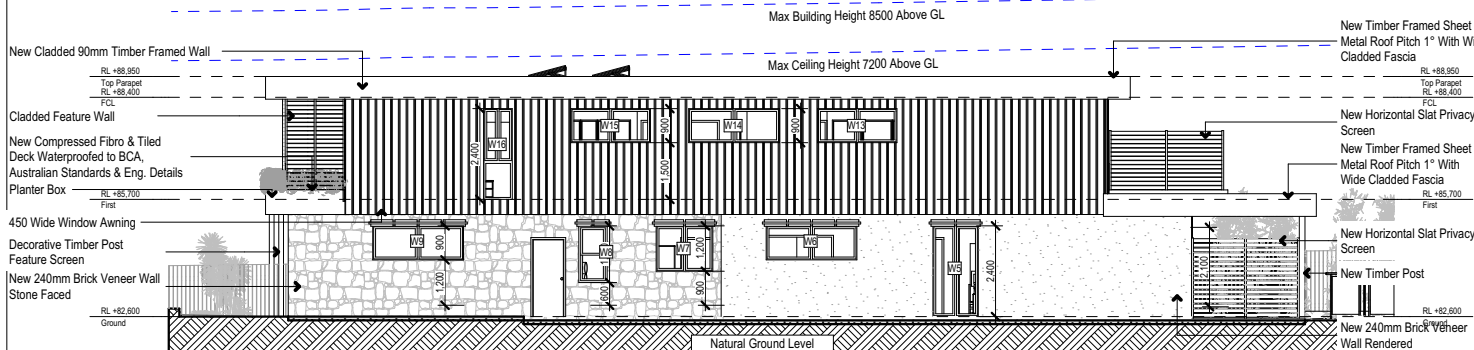 Max Building Height 8500 Above GL
Max Ceiling Height 7200 Above GL
New Cladded 90mm Timber Framed Wall
RL +88,950
Top Parapet
RL +88,400
FCL
Cladded Feature Wall
New Compressed Fibro & Tiled
Deck Waterproofed to BCA,
Australian Standards & Eng. Details
Planter Box
RL +85,700
First
450 Wide Window Awning
Decorative Timber Post
Feature Screen
New 240mm Brick Veneer Wall
Stone Faced
RL +82,600
Ground
W16
2,400
W15
900
1,500
W14
900
W13
W9
900
1,200
W8
600
W7
1,200
900
W6
W5
2,400
2,100
Natural Ground Level
New Timber Framed Sheet
Metal Roof Pitch 1° With
Cladded Fascia
RL +88,950
Top Parapet
RL +88,400
FCL
New Horizontal Slat Privacy
Screen
New Timber Framed Sheet
Metal Roof Pitch 1° With
Wide Cladded Fascia
RL +85,700
First
New Horizontal Slat Privacy
Screen
New Timber Post
RL +82,600
Ground
New 240mm Brick Veneer
Wall Rendered